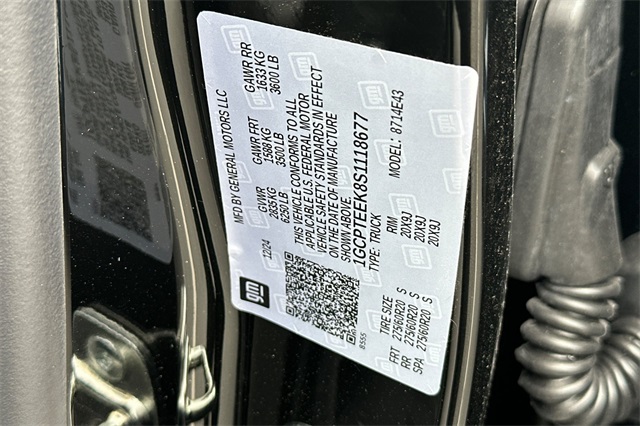 MFD BY GENERAL MOTORS LLC
12/24
GVWR
2835 KG
6250 LB
GAWR FRT
1588 KG
3500 LB
GAWR RR
1633 KG
3600 LB
THIS VEHICLE CONFORMS TO ALL
APPLICABLE U.S. FEDERAL MOTOR
VEHICLE SAFETY STANDARDS IN EFFECT
ON THE DATE OF MANUFACTURE
SHOWN ABOVE.
1GCPTEEK8S1118677
TYPE: TRUCK
MODEL: 8714E43
TIRE SIZE RIM
FRT 275/60R20 S 20X9J
RR 275/60R20 S 20X9J
SPA 275/60R20 S 20X9J
gm